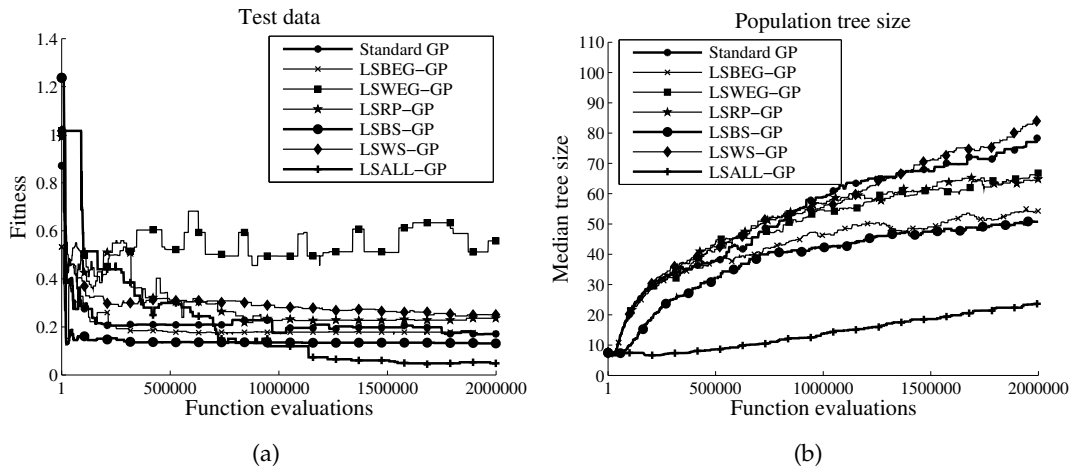 Test data
1.4
1.2
1
0.8
0.6
0.4
0.2
0
Fitness
Standard GP
LSBEG-GP
LSWEG-GP
LSRP-GP
LSBS-GP
LSWS-GP
LSALL-GP
1 500000 1000000 1500000 2000000
Function evaluations
(a)
Population tree size
110
100
90
80
70
60
50
40
30
20
10
0
Median tree size
Standard GP
LSBEG-GP
LSWEG-GP
LSRP-GP
LSBS-GP
LSWS-GP
LSALL-GP
1 500000 1000000 1500000 2000000
Function evaluations
(b)